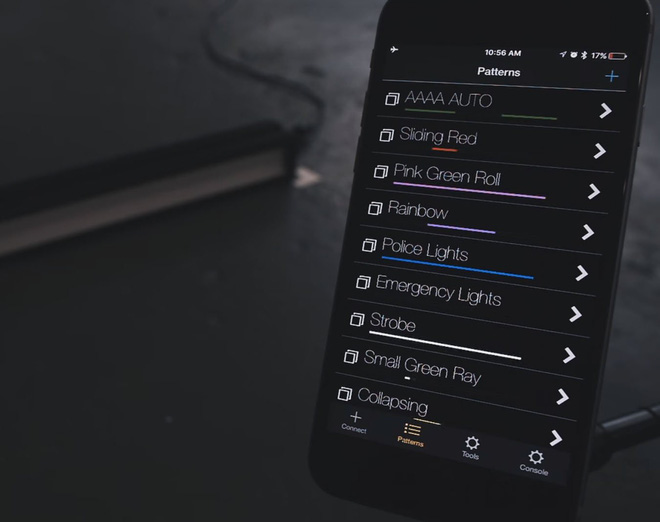 10:56 AM
17%
Patterns
+
AAAA AUTO
Sliding Red
Pink Green Roll
Rainbow
Police Lights
Emergency Lights
Strobe
Small Green Ray
Collapsing
Connect
Patterns
Tools
Console